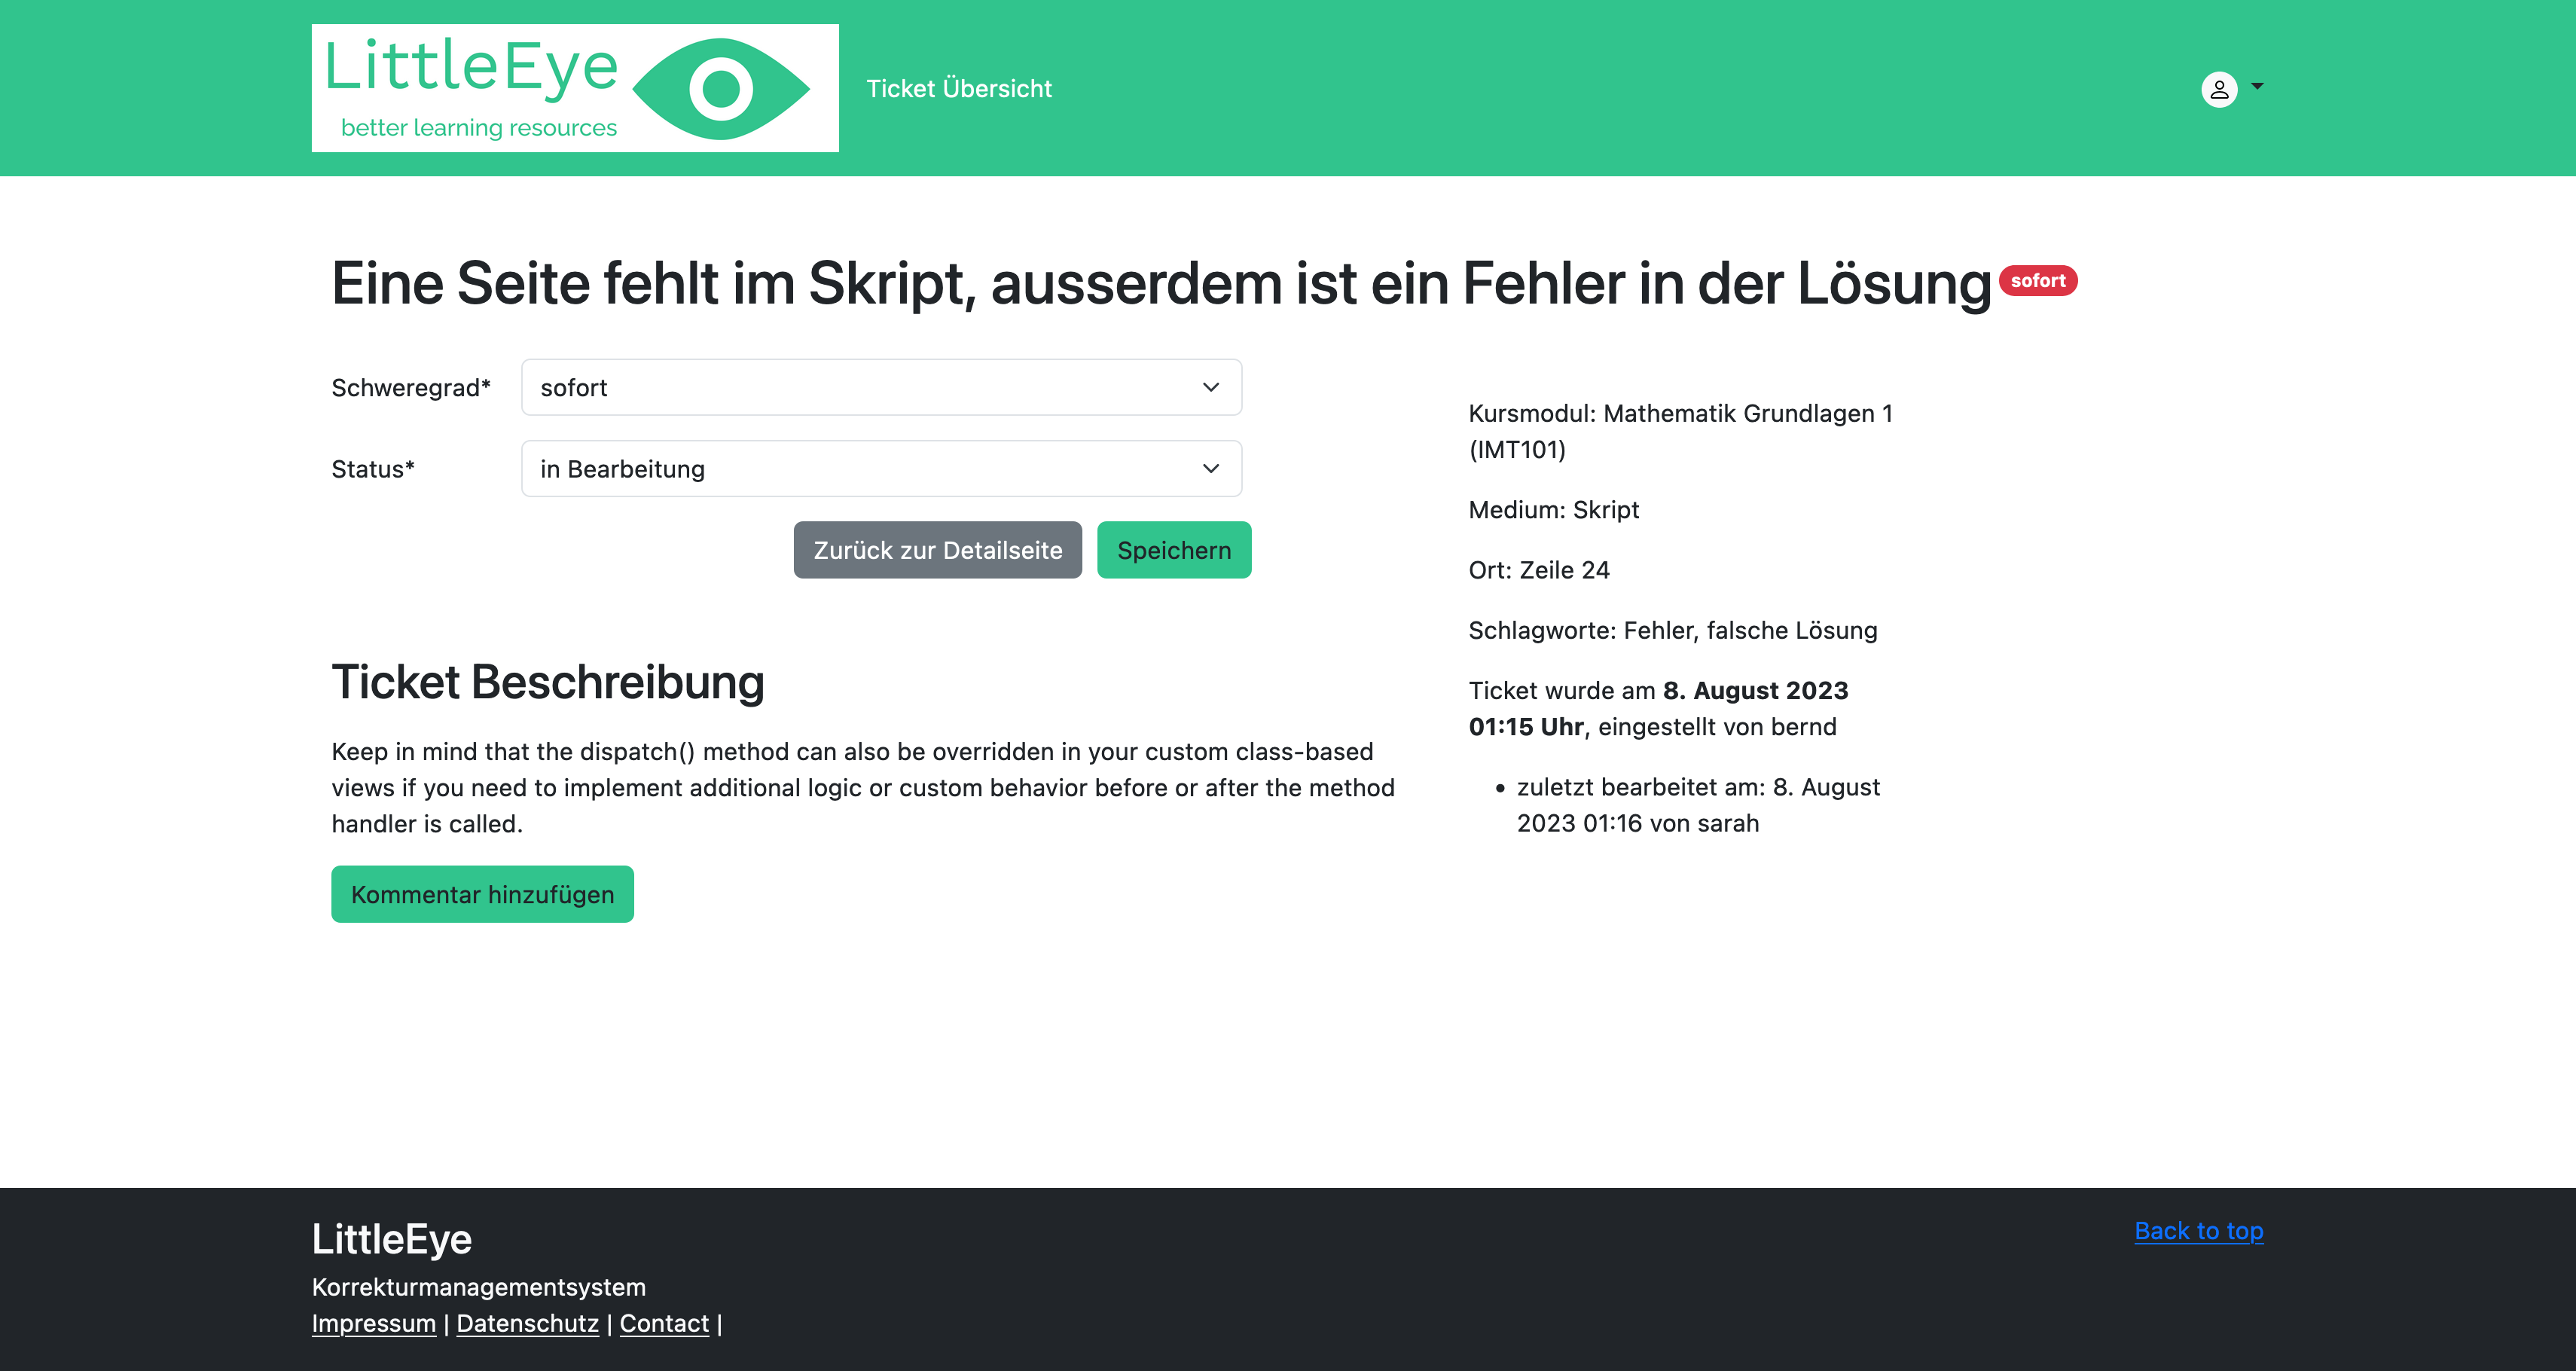 LittleEye
better learning resources
Ticket Übersicht
Eine Seite fehlt im Skript, ausserdem ist ein Fehler in der Lösung sofort
Schweregrad* sofort
Status* in Bearbeitung
Zurück zur Detailseite Speichern
Ticket Beschreibung
Keep in mind that the dispatch() method can also be overridden in your custom class-based
views if you need to implement additional logic or custom behavior before or after the method
handler is called.
Kommentar hinzufügen
Kursmodul: Mathematik Grundlagen 1
(IMT101)
Medium: Skript
Ort: Zeile 24
Schlagworte: Fehler, falsche Lösung
Ticket wurde am 8. August 2023
01:15 Uhr, eingestellt von bernd
• zuletzt bearbeitet am: 8. August
2023 01:16 von sarah
LittleEye
Korrekturmanagementsystem
Impressum | Datenschutz | Contact |
Back to top